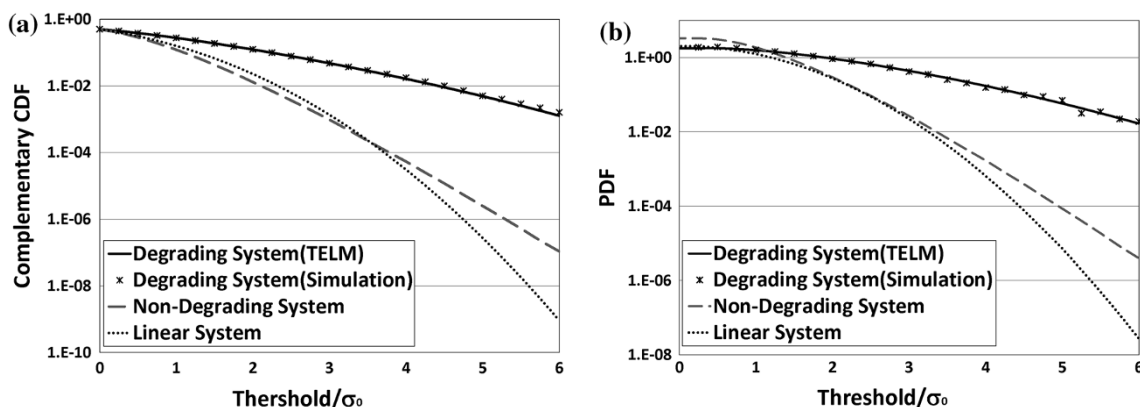 (a)
1.E+00
1.E-02
1.E-04
1.E-06
1.E-08
1.E-10
Complementary CDF
Degrading System(TELM)
Degrading System(Simulation)
Non-Degrading System
Linear System
0 1 2 3 4 5 6
Thershold/σ₀
(b)
1.E+00
1.E-02
1.E-04
1.E-06
1.E-08
PDF
Degrading System(TELM)
Degrading System(Simulation)
Non-Degrading System
Linear System
0 1 2 3 4 5 6
Threshold/σ₀